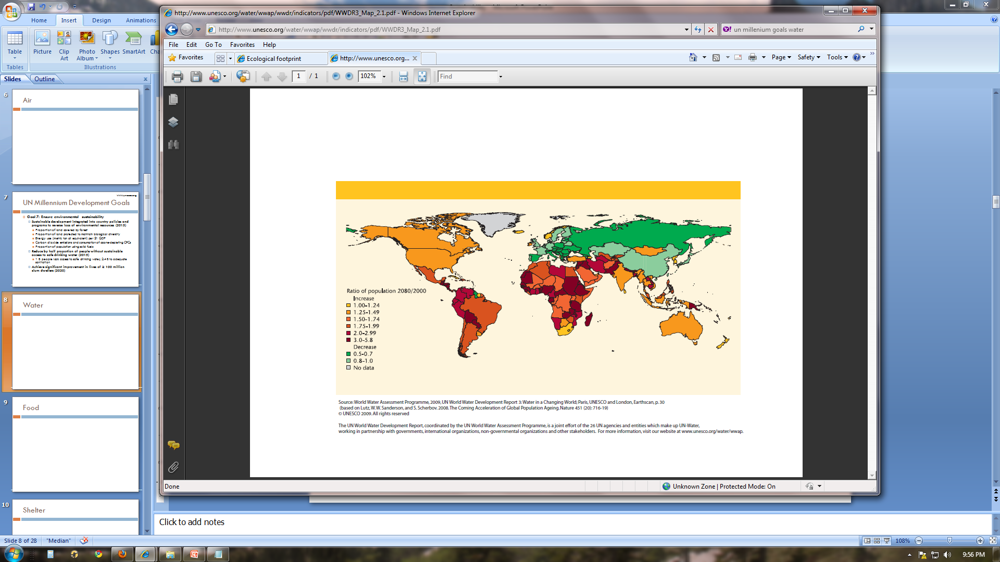 http://www.unesco.org/water/wwap/wwdr/indicators/pdf/WWDR3_Map_2.1.pdf - Windows Internet Explorer
http://www.unesco.org/water/wwap/wwdr/indicators/pdf/WWDR3_Map_2.1.pdf
un millenium goals water
File Edit Go To Favorites Help
Favorites
Ecological footprint
http://www.unesco.org...
Page Safety Tools
1 / 1
102%
Find
Home Insert Design Animations
Table Picture Clip Art Photo Album Shapes SmartArt Cha
Tables Illustrations
Slides Outline
6
Air
7
www.unesco.org
UN Millennium Development Goals
Goal 7: Ensure environmental sustainability
Sustainable development integrated into country policies and
programs to reverse loss of environmental resources (2015)
Proportion of land covered by forest
Proportion of land protected to maintain biological diversity
Energy use (metric ton oil equivalent) per $1 GDP
Carbon dioxide emissions and consumption of ozone-depleting CFCs
Proportion of population using solid fuels
Reduce by half proportion of people without sustainable
access to safe drinking water (2015)
sanitation
Achieve significant improvement in lives of ≥ 100 million
slum dwellers (2020)
8
Water
9
Food
10
Shelter
Ratio of population 2080/2000
Increase
1.00-1.24
1.25-1.49
1.50-1.74
1.75-1.99
2.0-2.99
3.0-5.8
Decrease
0.5-0.7
0.8-1.0
No data
Source: World Water Assessment Programme, 2009, UN World Water Development Report 3: Water in a Changing World; Paris, UNESCO and London, Earthscan, p. 30
(based on Lutz, W. W. Sanderson, and S. Scherbov. 2008. The Coming Acceleration of Global Population Ageing. Nature 451 (20): 716-19)
© UNESCO 2009. All rights reserved
The UN World Water Development Report, coordinated by the UN World Water Assessment Programme, is a joint effort of the 26 UN agencies and entities which make up UN-Water,
working in partnership with governments, international organizations, non-governmental organizations and other stakeholders. For more information, visit our website at www.unesco.org/water/wwap.
Done
Unknown Zone | Protected Mode: On
Click to add notes
Slide 8 of 28
"Median"
108%
9:56 PM